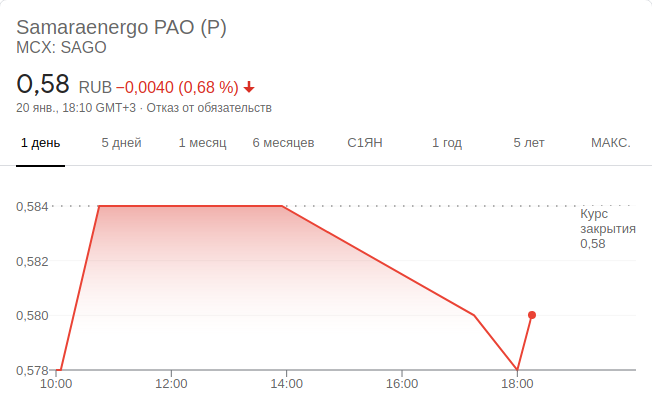 Samaraenergo PAO (P)
MCX: SAGO
0,58 RUB −0,0040 (0,68 %)
20 янв., 18:10 GMT+3 · Отказ от обязательств
1 день 5 дней 1 месяц 6 месяцев С1ЯН 1 год 5 лет МАКС.
0,584
Курс
закрытия
0,58
0,582
0,580
0,578
10:00 12:00 14:00 16:00 18:00